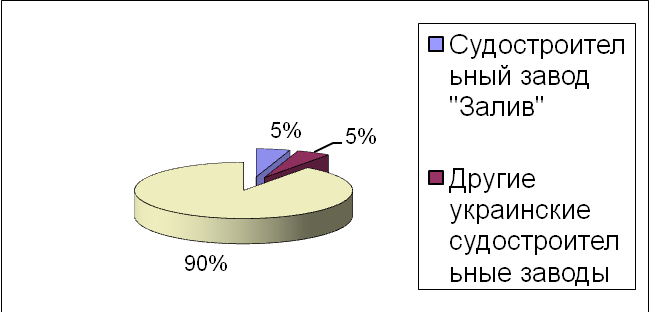 5%
5%
90%
Судостроител
ьный завод
"Залив"
Другие
украинские
судостроител
ьные заводы